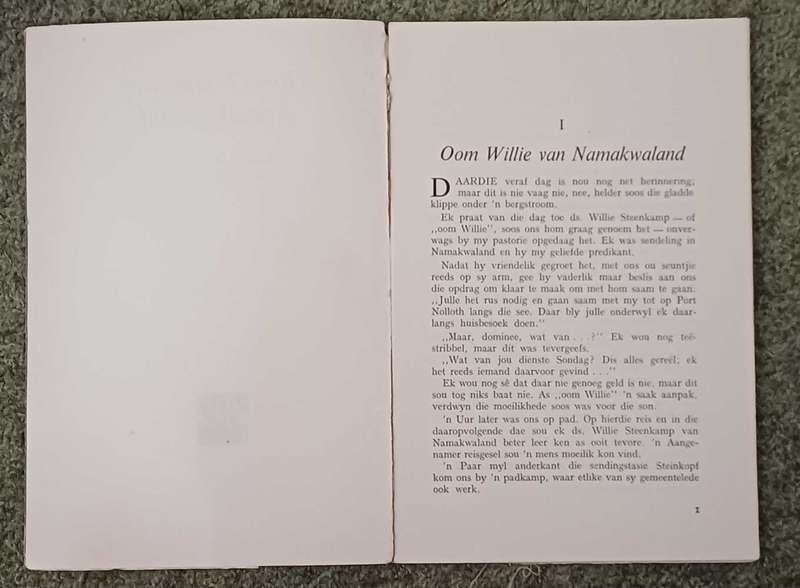 I
Oom Willie van Namakwaland
DAARDIE veraf dag is nou nog net herinnering;
maar dit is nie vaag nie, nee, helder soos die gladde
klippe onder 'n bergstroom.
Ek praat van die dag toe ds. Willie Steenkamp — of
„oom Willie”, soos ons hom graag genoem het — onver-
wags by my pastorie opgedaag het. Ek was sendeling in
Namakwaland en hy my geliefde predikant.
Nadat hy vriendelik gegroet het, met ons ou seuntjie
reeds op sy arm, gee hy vaderlik maar beslis aan ons
die opdrag om klaar te maak om met hom saam te gaan.
„Julle het rus nodig en gaan saam met my tot op Port
Nolloth langs die see. Daar bly julle onderwyl ek daar-
langs huisbesoek doen.”
„Maar, dominee, wat van . . .?” Ek wou nog teë-
stribbel, maar dit was tevergeefs.
„Wat van jou dienste Sondag? Dis alles gereël; ek
het reeds iemand daarvoor gevind . . .”
Ek wou nog sê dat daar nie genoeg geld is nie, maar dit
sou tog niks baat nie. As „oom Willie” 'n saak aanpak,
verdwyn die moeilikhede soos was voor die son.
'n Uur later was ons op pad. Op hierdie reis en in die
daaropvolgende dae sou ek ds. Willie Steenkamp van
Namakwaland beter leer ken as ooit tevore. 'n Aange-
namer reisgesel sou 'n mens moeilik kon vind.
'n Paar myl anderkant die sendingstasie Steinkopf
kom ons by 'n padkamp, waar etlike van sy gemeentelede
ook werk.
1